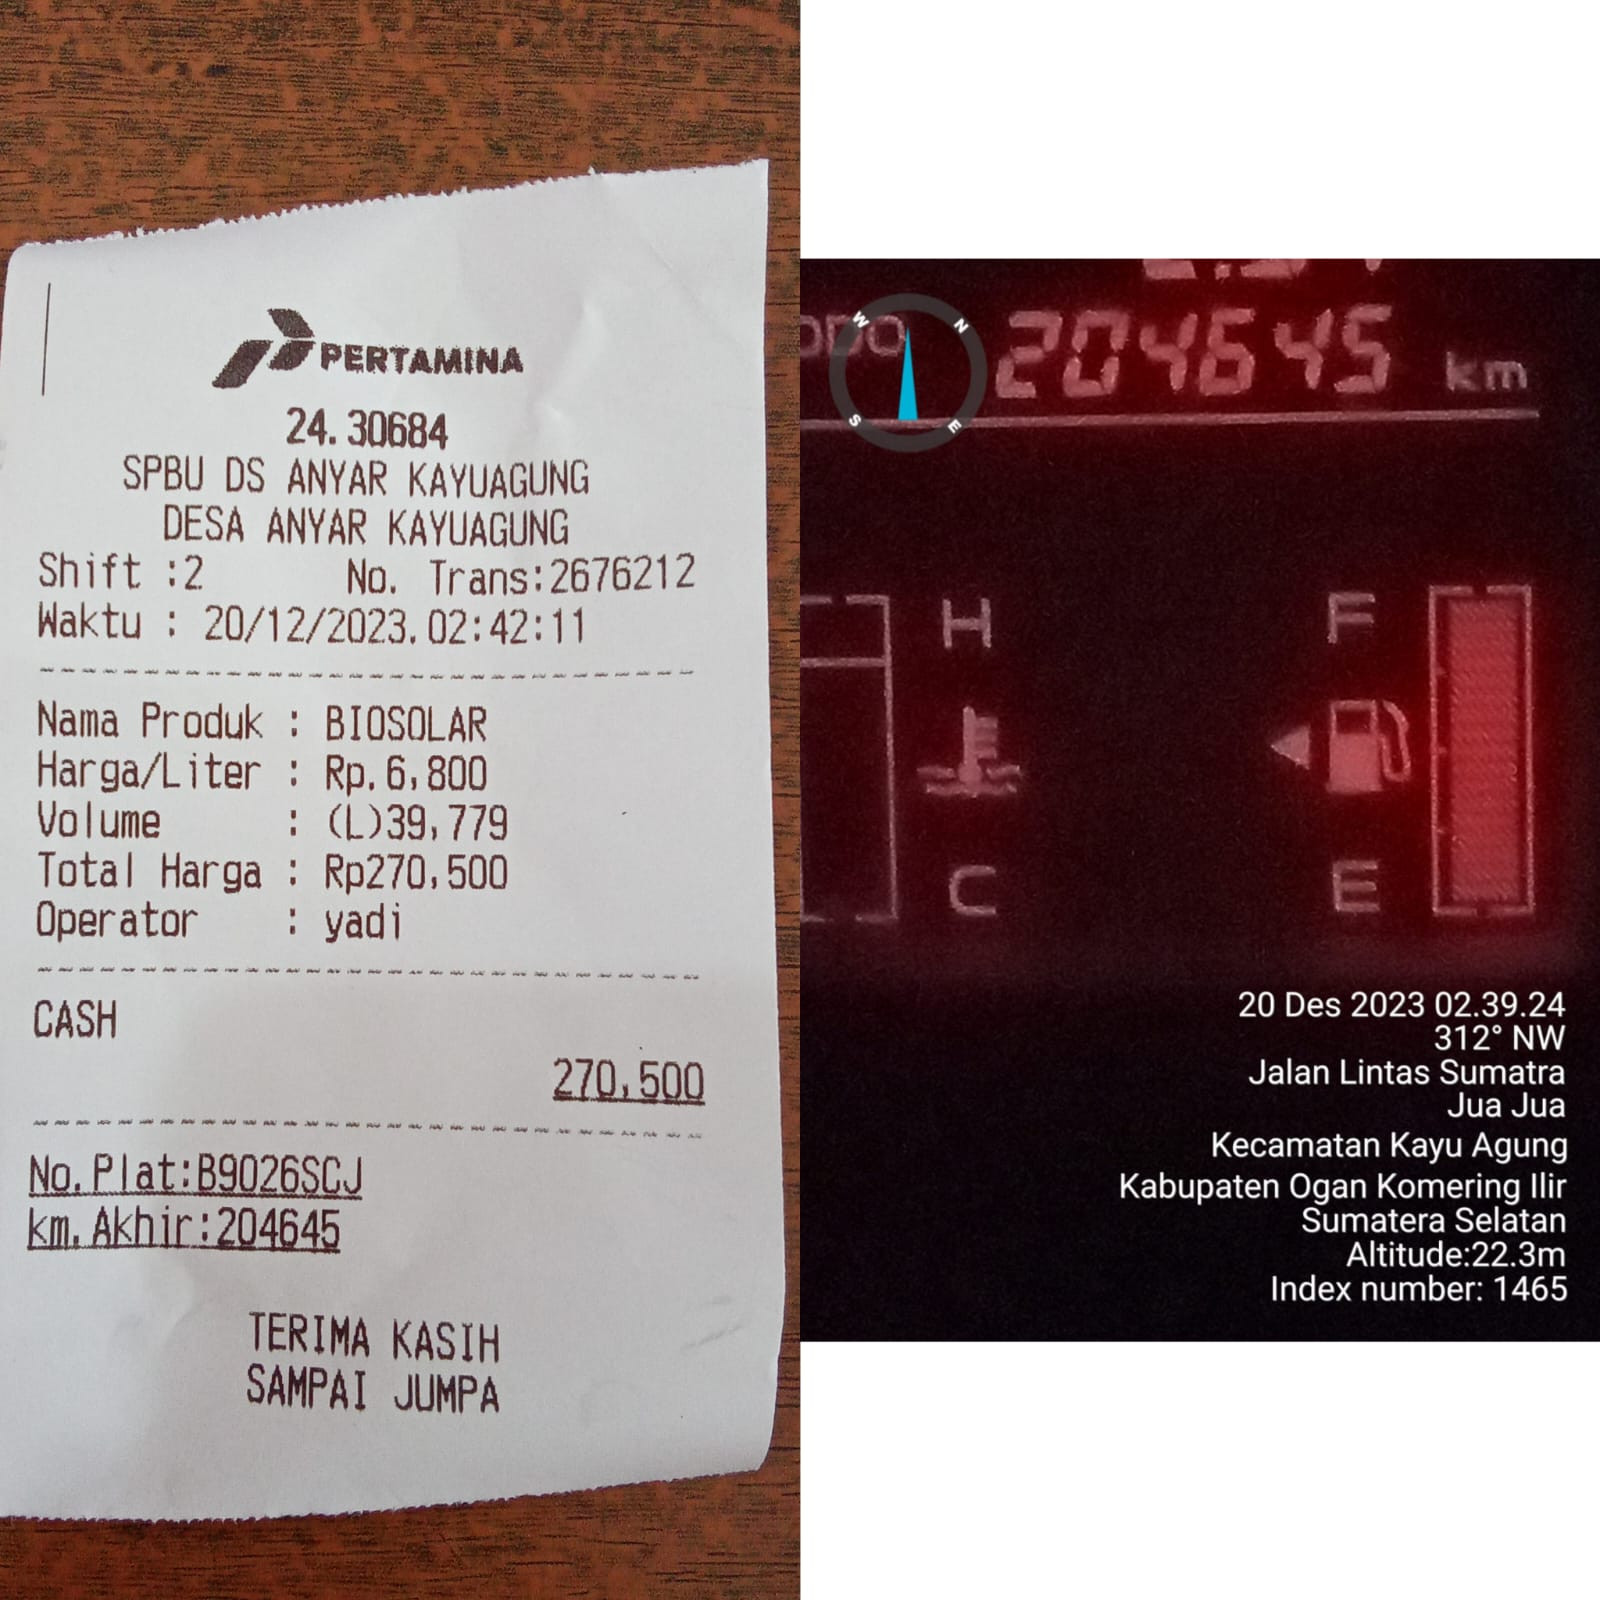 PERTAMINA
24.30684
SPBU DS ANYAR KAYUAGUNG
DESA ANYAR KAYUAGUNG
Shift :2 No. Trans:2676212
Waktu : 20/12/2023.02:42:11
Nama Produk : BIOSOLAR
Harga/Liter : Rp.6,800
Volume : (L)39,779
Total Harga : Rp270,500
Operator : yadi
CASH
270,500
No.Plat:B9026SCJ
km.Akhir:204645
TERIMA KASIH
SAMPAI JUMPA
W N
S E
ODO 204645 km
H F
C E
20 Des 2023 02.39.24
312° NW
Jalan Lintas Sumatra
Jua Jua
Kecamatan Kayu Agung
Kabupaten Ogan Komering Ilir
Sumatera Selatan
Altitude:22.3m
Index number: 1465